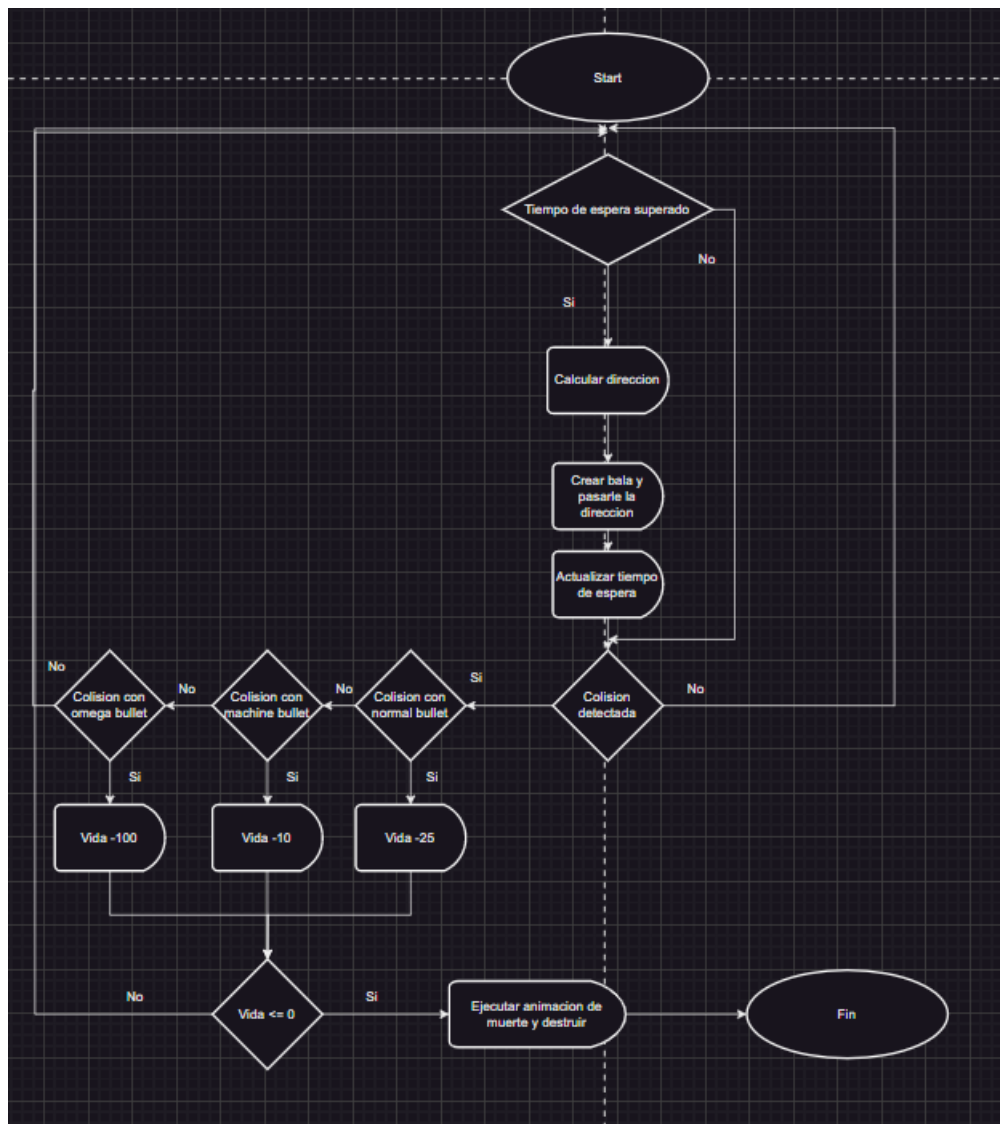 Start
Tiempo de espera superado
No
Si
Calcular direccion
Crear bala y
pasarle la
direccion
Actualizar tiempo
de espera
No
Colision con
omega bullet
No
Colision con
machine bullet
No
Colision con
normal bullet
Si
Colision
detectada
No
Si
Si
Si
Vida -100
Vida -10
Vida -25
No
Vida <= 0
Si
Ejecutar animacion de
muerte y destruir
Fin